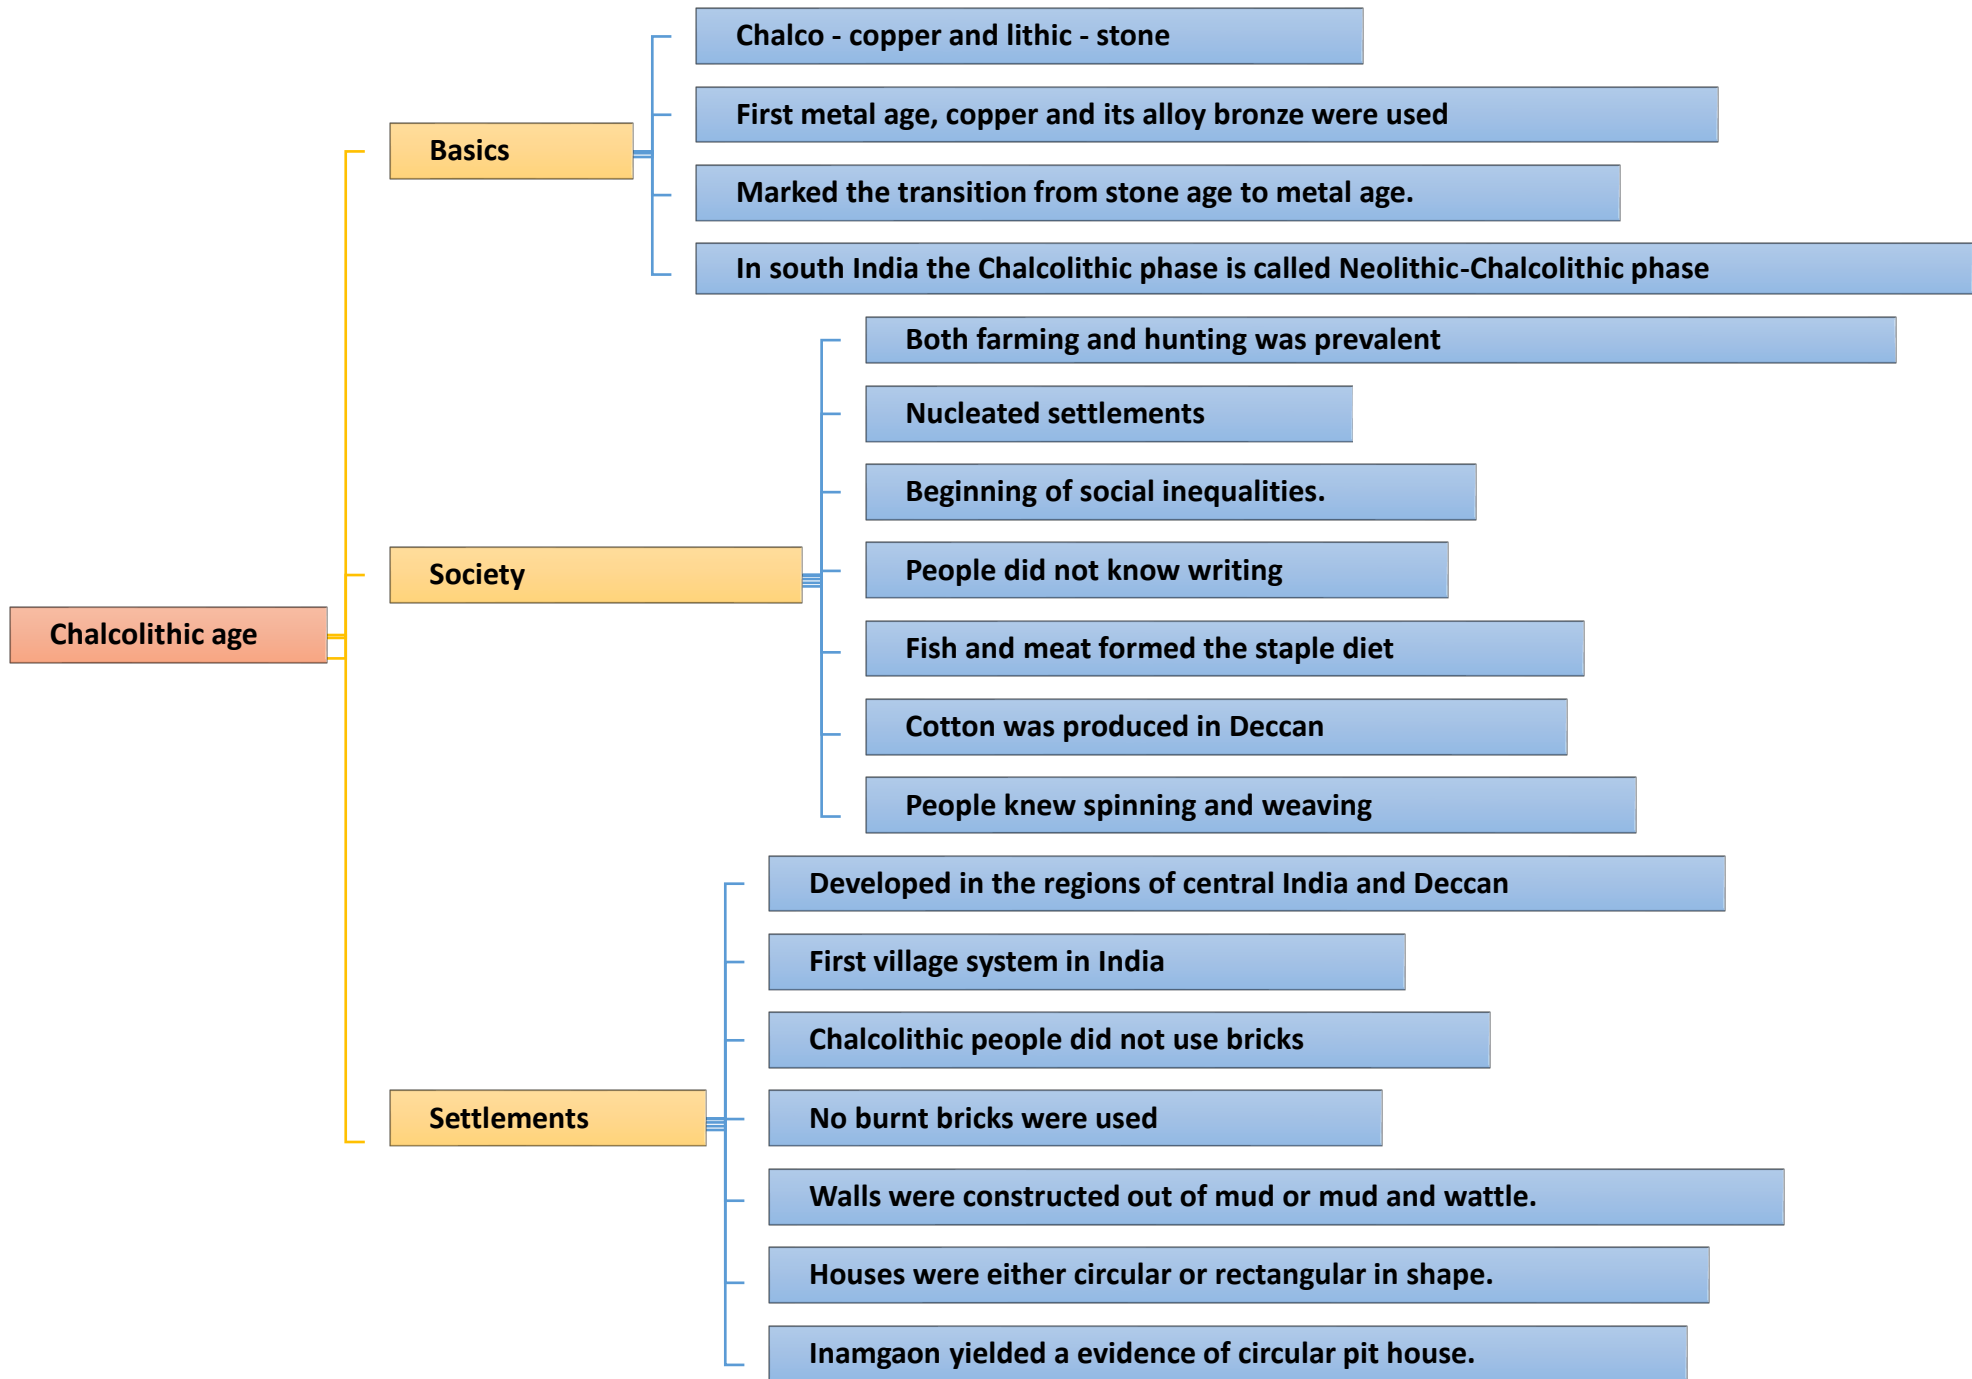 Chalcolithic age
Basics
Chalco - copper and lithic - stone
First metal age, copper and its alloy bronze were used
Marked the transition from stone age to metal age.
In south India the Chalcolithic phase is called Neolithic-Chalcolithic phase
Society
Both farming and hunting was prevalent
Nucleated settlements
Beginning of social inequalities.
People did not know writing
Fish and meat formed the staple diet
Cotton was produced in Deccan
People knew spinning and weaving
Settlements
Developed in the regions of central India and Deccan
First village system in India
Chalcolithic people did not use bricks
No burnt bricks were used
Walls were constructed out of mud or mud and wattle.
Houses were either circular or rectangular in shape.
Inamgaon yielded a evidence of circular pit house.